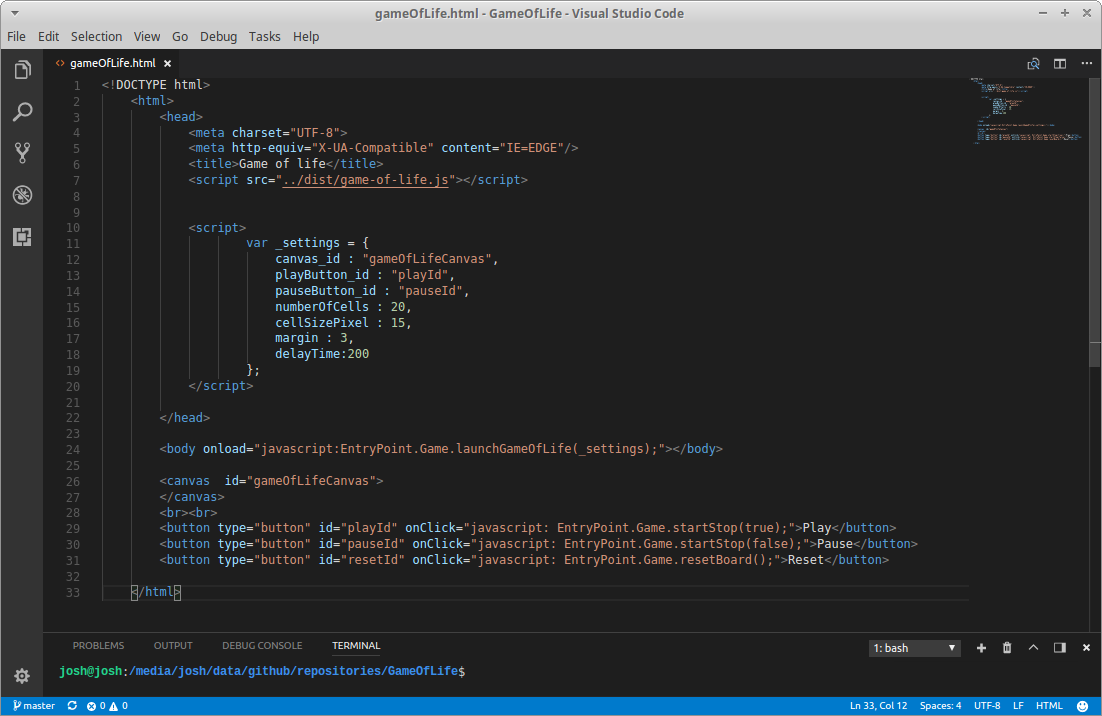 gameOfLife.html - GameOfLife - Visual Studio Code
File Edit Selection View Go Debug Tasks Help
<> gameOfLife.html ×
1 <!DOCTYPE html>
2 <html>
3 <head>
4 <meta charset="UTF-8">
5 <meta http-equiv="X-UA-Compatible" content="IE=EDGE"/>
6 <title>Game of life</title>
7 <script src="../dist/game-of-life.js"></script>
8
9
10 <script>
11 var _settings = {
12 canvas_id : "gameOfLifeCanvas",
13 playButton_id : "playId",
14 pauseButton_id : "pauseId",
15 numberOfCells : 20,
16 cellSizePixel : 15,
17 margin : 3,
18 delayTime:200
19 };
20 </script>
21
22 </head>
23
24 <body onload="javascript:EntryPoint.Game.launchGameOfLife(_settings);"></body>
25
26 <canvas  id="gameOfLifeCanvas">
27 </canvas>
28 <br><br>
29 <button type="button" id="playId" onClick="javascript: EntryPoint.Game.startStop(true);">Play</button>
30 <button type="button" id="pauseId" onClick="javascript: EntryPoint.Game.startStop(false);">Pause</button>
31 <button type="button" id="resetId" onClick="javascript: EntryPoint.Game.resetBoard();">Reset</button>
32
33 </html>
PROBLEMS OUTPUT DEBUG CONSOLE TERMINAL 1: bash
josh@josh:/media/josh/data/github/repositories/GameOfLife$
master 0 0 Ln 33, Col 12 Spaces: 4 UTF-8 LF HTML